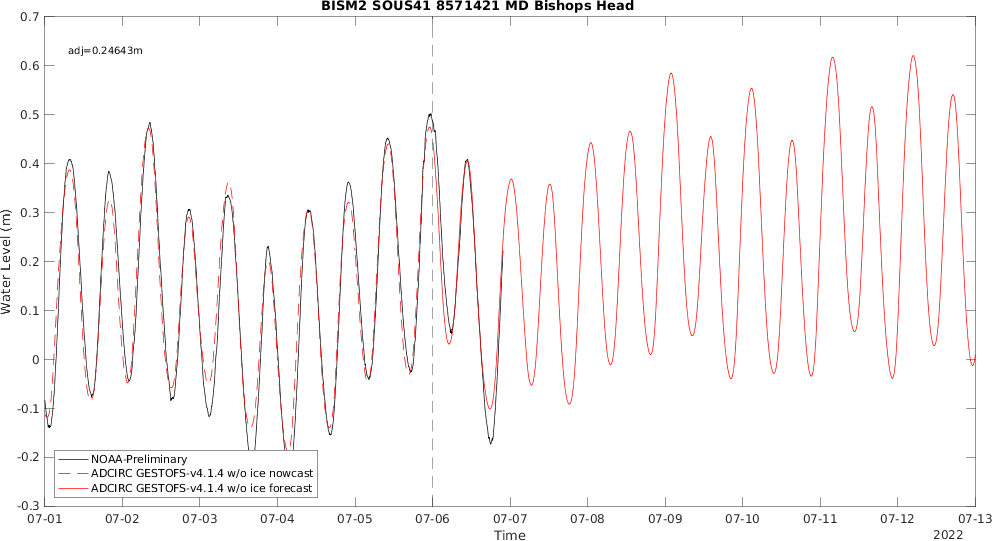 BISM2 SOUS41 8571421 MD Bishops Head
adj=0.24643m
Water Level (m)
0.7
0.6
0.5
0.4
0.3
0.2
0.1
0
-0.1
-0.2
-0.3
NOAA-Preliminary
ADCIRC GESTOFS-v4.1.4 w/o ice nowcast
ADCIRC GESTOFS-v4.1.4 w/o ice forecast
07-01 07-02 07-03 07-04 07-05 07-06 07-07 07-08 07-09 07-10 07-11 07-12 07-13
Time
2022